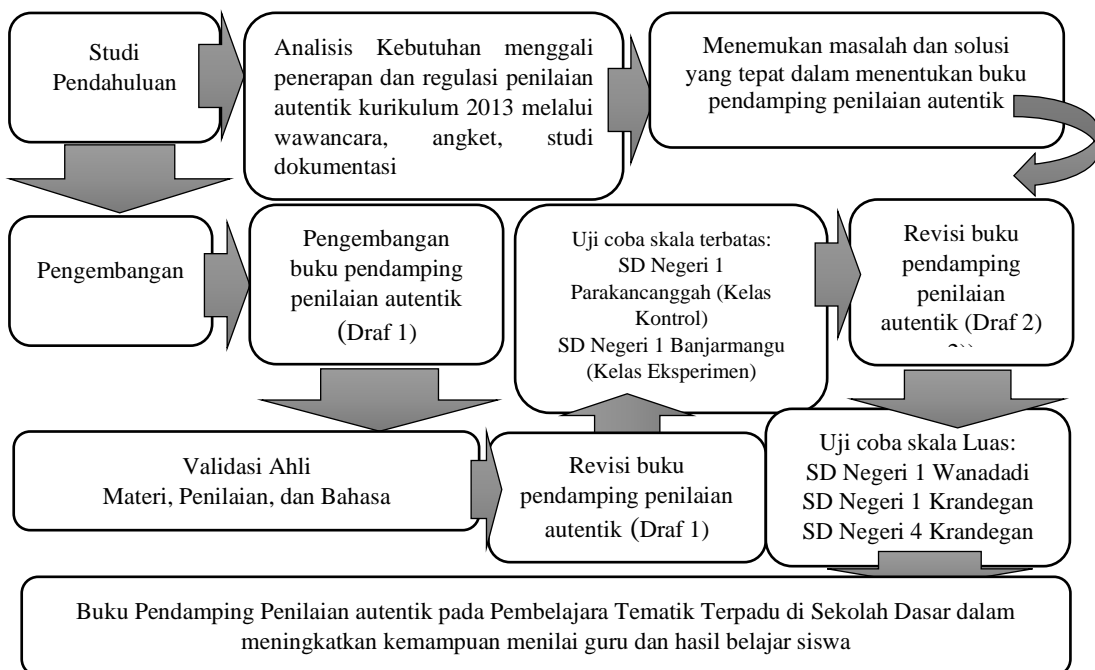 Studi
Pendahuluan
Analisis Kebutuhan menggali
penerapan dan regulasi penilaian
autentik kurikulum 2013 melalui
wawancara, angket, studi
dokumentasi
Menemukan masalah dan solusi
yang tepat dalam menentukan buku
pendamping penilaian autentik
Pengembangan
Pengembangan
buku pendamping
penilaian autentik
(Draf 1)
Uji coba skala terbatas:
SD Negeri 1
Parakancanggah (Kelas
Kontrol)
SD Negeri 1 Banjarmangu
(Kelas Eksperimen)
Revisi buku
pendamping
penilaian
autentik (Draf 2)
Validasi Ahli
Materi, Penilaian, dan Bahasa
Revisi buku
pendamping penilaian
autentik (Draf 1)
Uji coba skala Luas:
SD Negeri 1 Wanadadi
SD Negeri 1 Krandegan
SD Negeri 4 Krandegan
Buku Pendamping Penilaian autentik pada Pembelajara Tematik Terpadu di Sekolah Dasar dalam
meningkatkan kemampuan menilai guru dan hasil belajar siswa